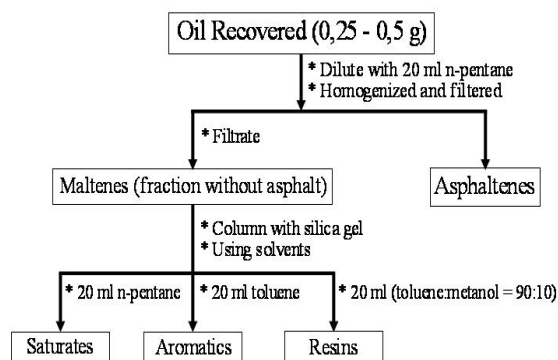 Oil Recovered (0,25 - 0,5 g)
* Dilute with 20 ml n-pentane
* Homogenized and filtered
* Filtrate
Maltenes (fraction without asphalt)
Asphaltenes
* Column with silica gel
* Using solvents
* 20 ml n-pentane
* 20 ml toluene
* 20 ml (toluene:metanol = 90:10)
Saturates
Aromatics
Resins